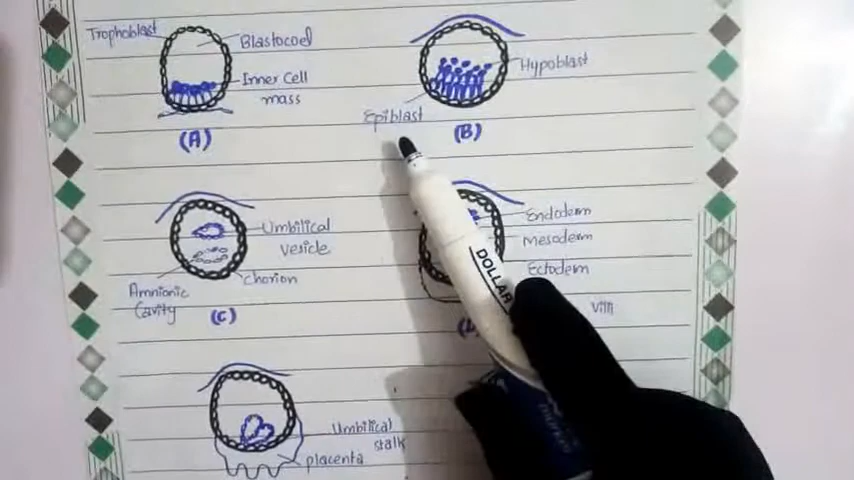 Trophoblast
Blastocoel
Inner Cell
mass
(A)
Hypoblast
Epiblast
(B)
Umbilical
vesicle
Amnionic
Cavity
chorion
(C)
Endoderm
Mesoderm
Ectoderm
Villi
DOLLAR
Umbilical
stalk
placenta